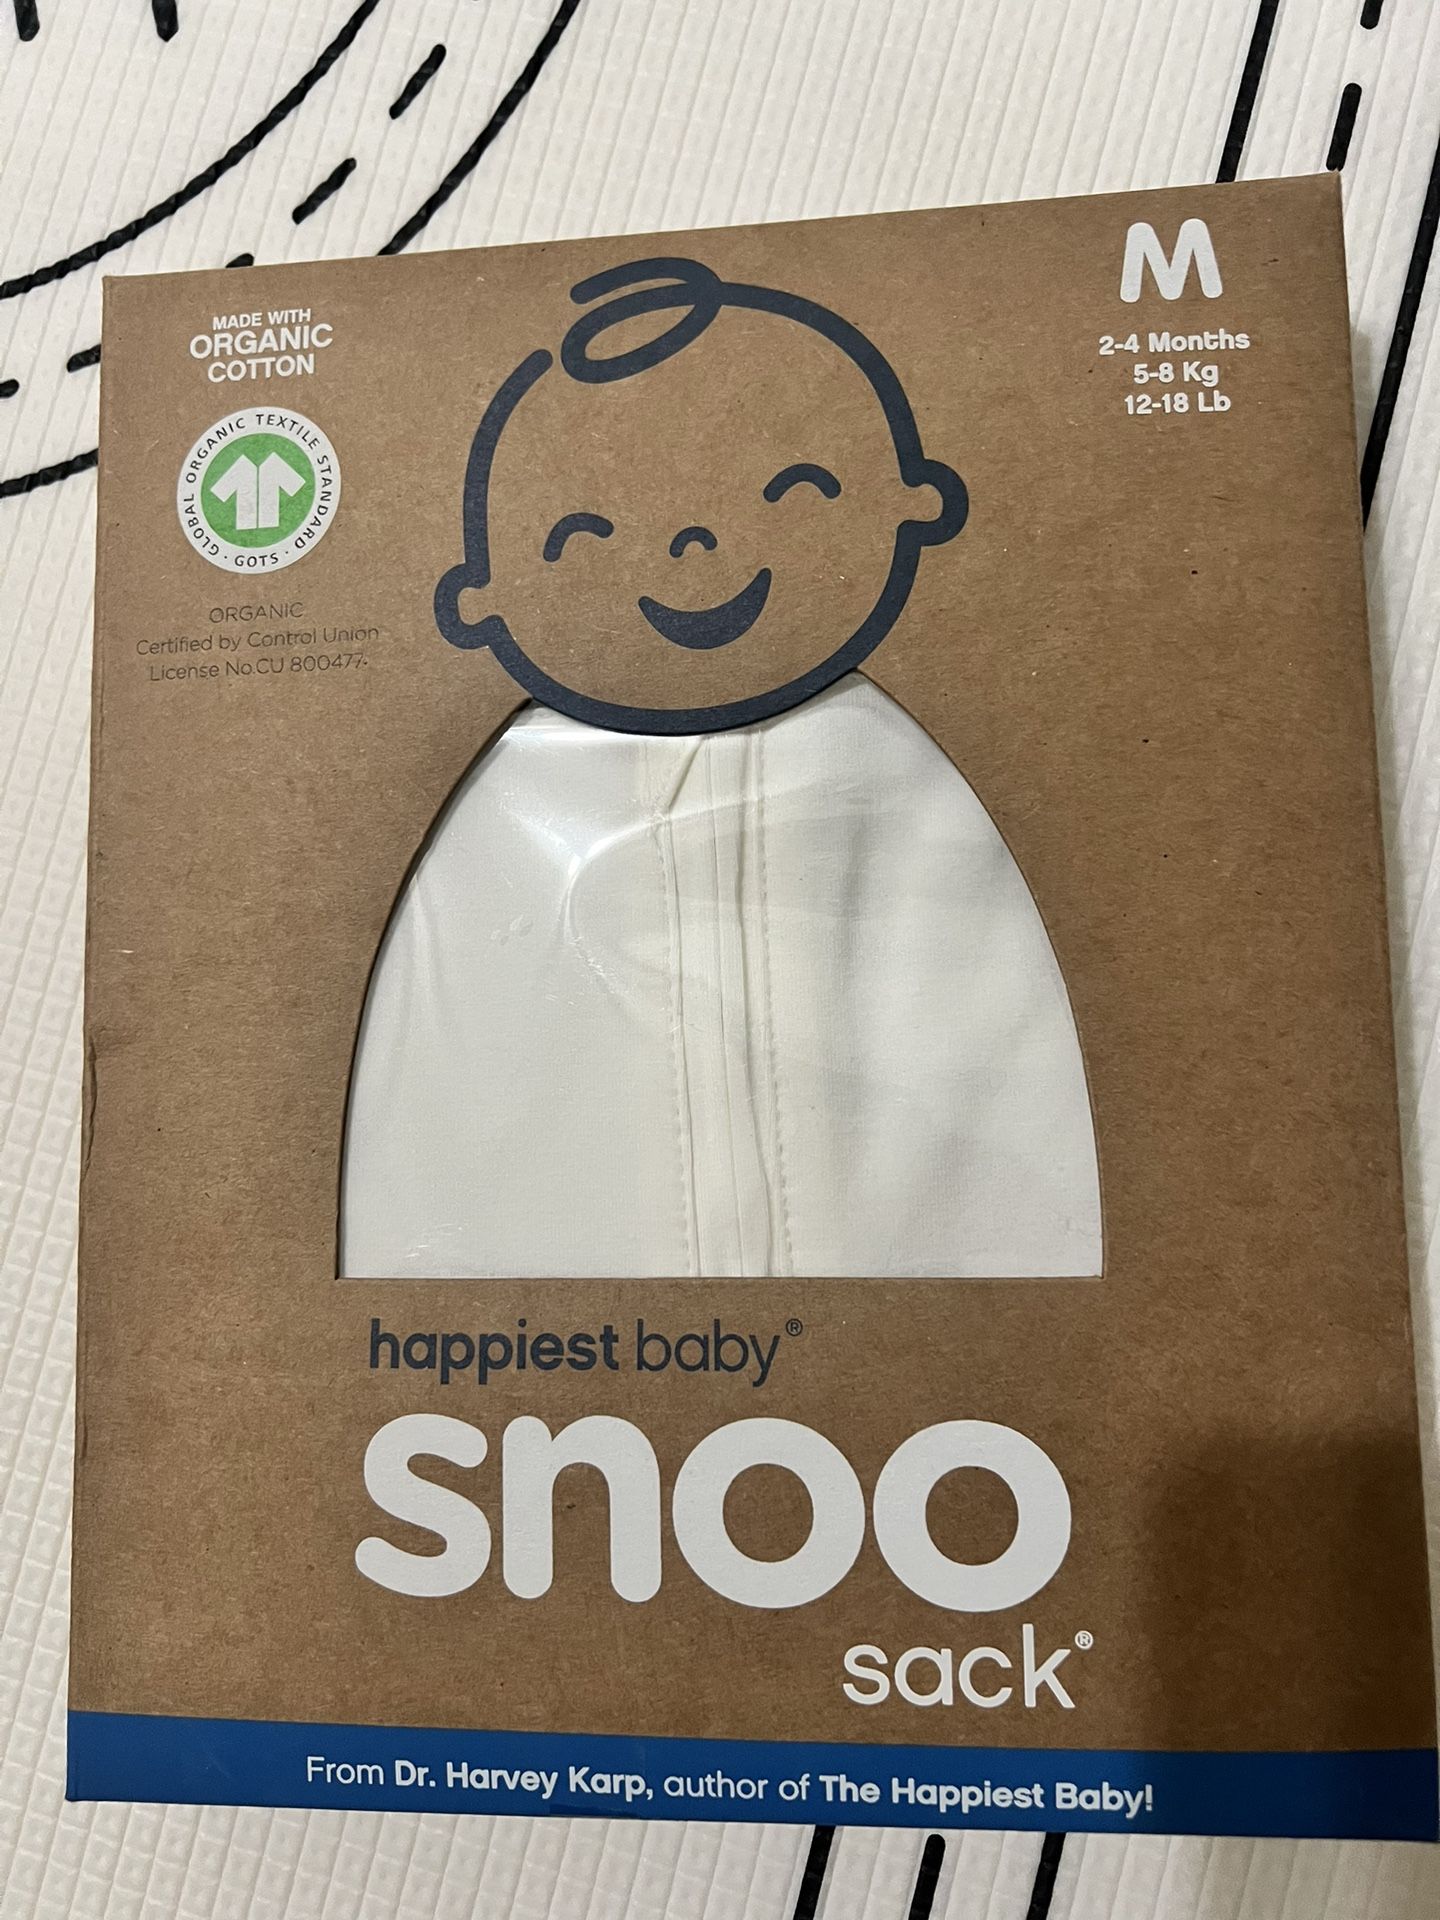 MADE WITH
ORGANIC
COTTON
GLOBAL ORGANIC TEXTILE STANDARD · GOTS ·
ORGANIC
Certified by Control Union
License No.CU 800477
M
2-4 Months
5-8 Kg
12-18 Lb
happiest baby®
snoo
sack®
From Dr. Harvey Karp, author of The Happiest Baby!